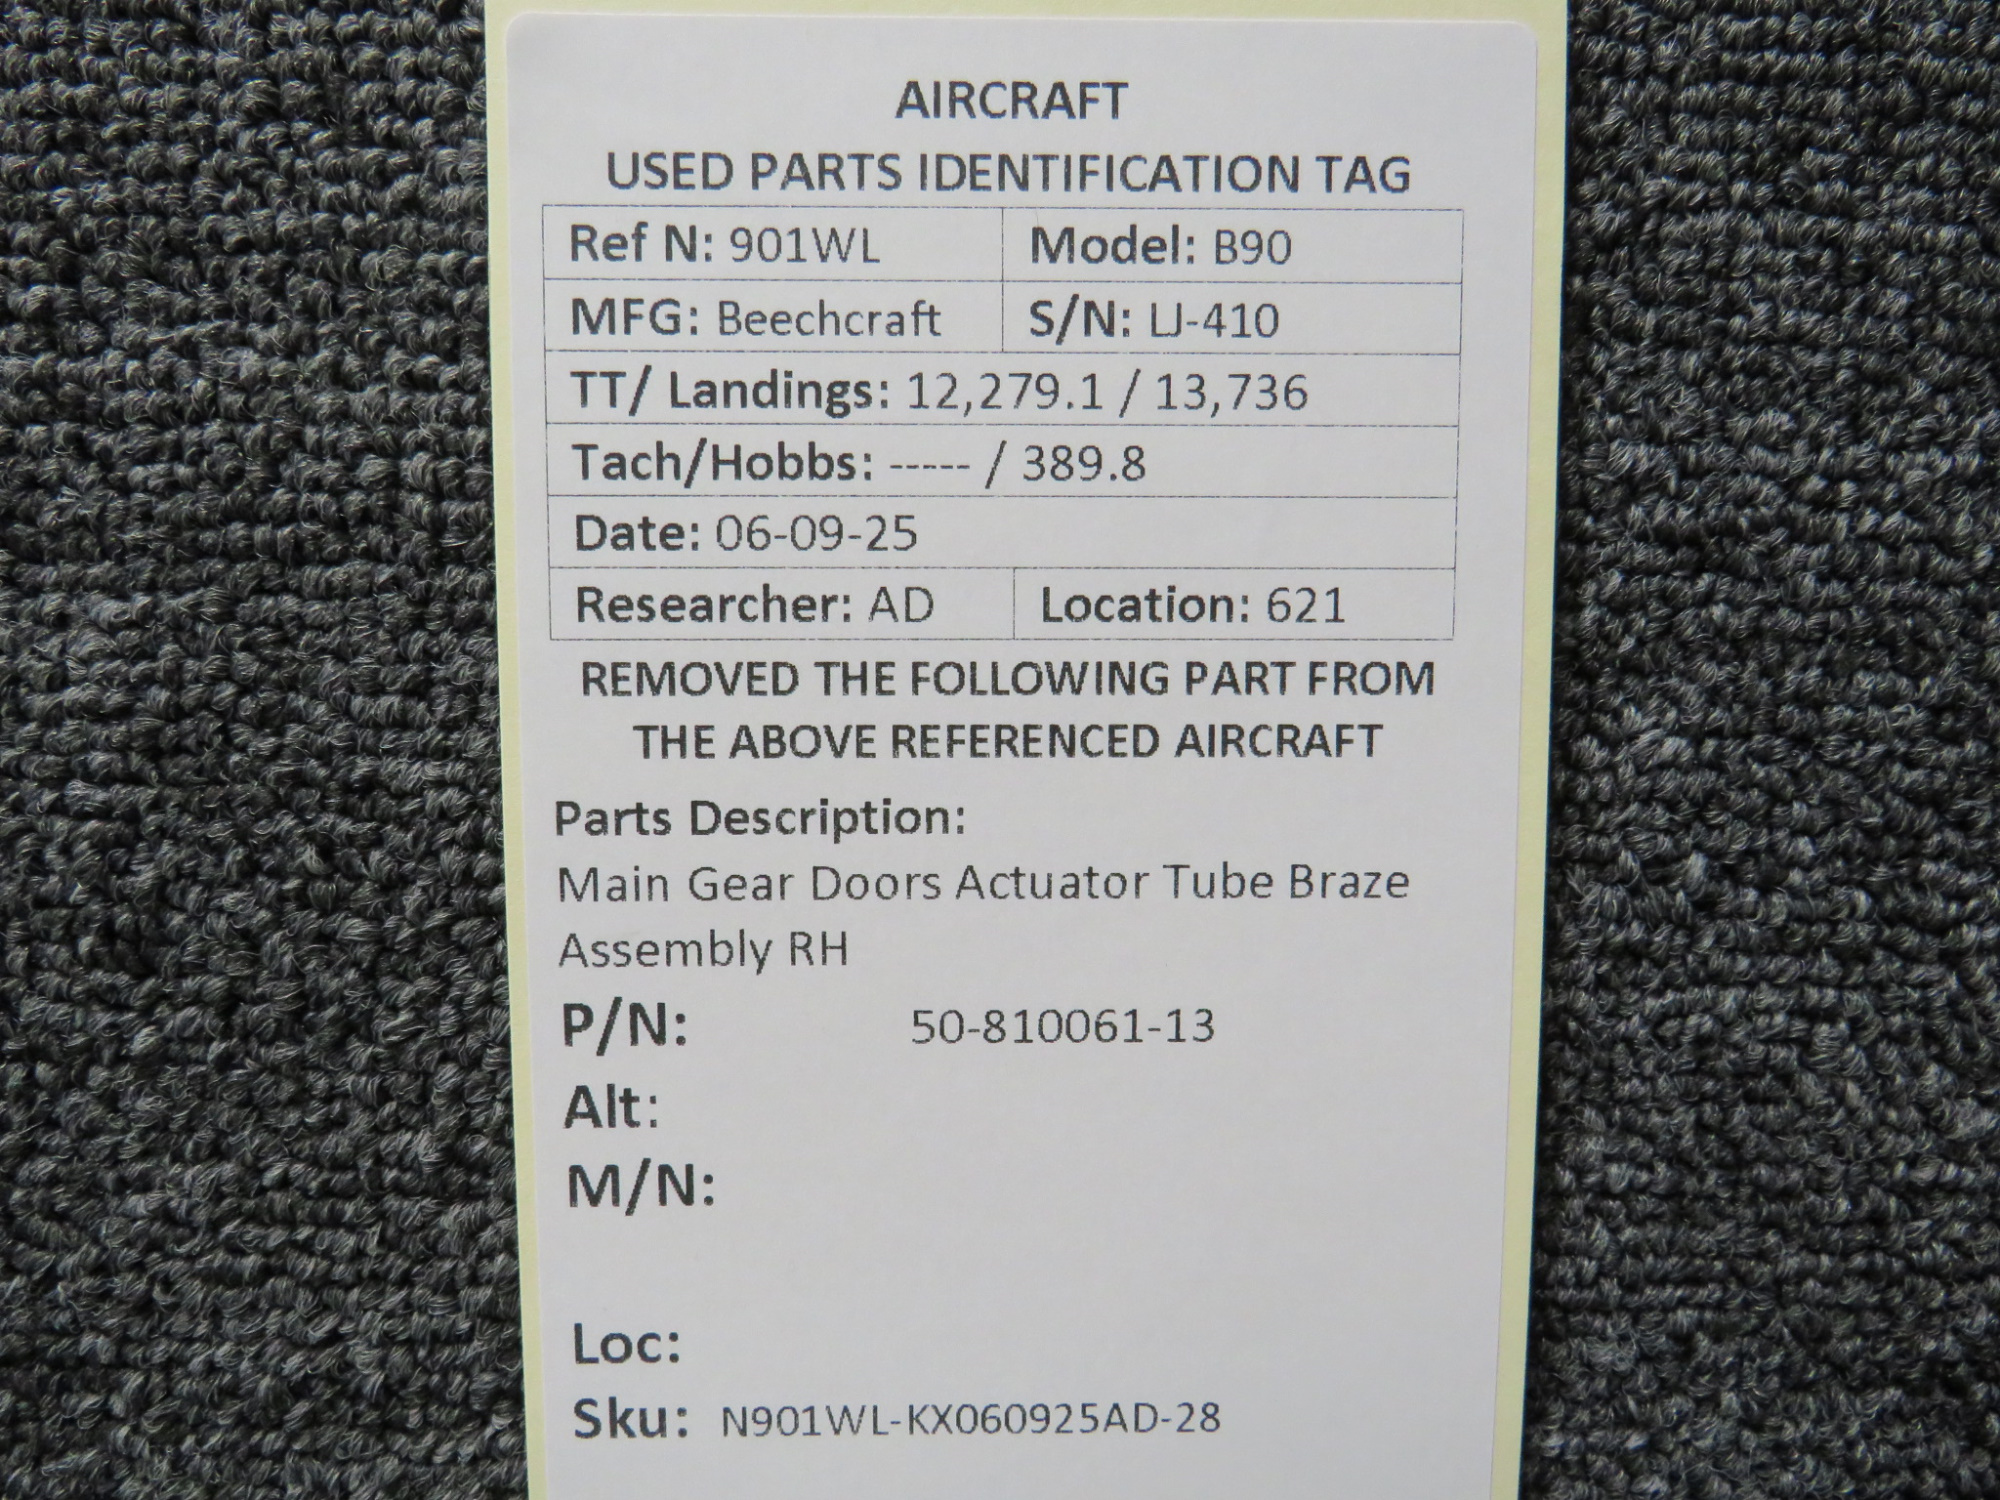 AIRCRAFT
USED PARTS IDENTIFICATION TAG
Ref N: 901WL Model: B90
MFG: Beechcraft S/N: LJ-410
TT/ Landings: 12,279.1 / 13,736
Tach/Hobbs: ----- / 389.8
Date: 06-09-25
Researcher: AD Location: 621
REMOVED THE FOLLOWING PART FROM
THE ABOVE REFERENCED AIRCRAFT
Parts Description:
Main Gear Doors Actuator Tube Braze
Assembly RH
P/N: 50-810061-13
Alt:
M/N:
Loc:
Sku: N901WL-KX060925AD-28